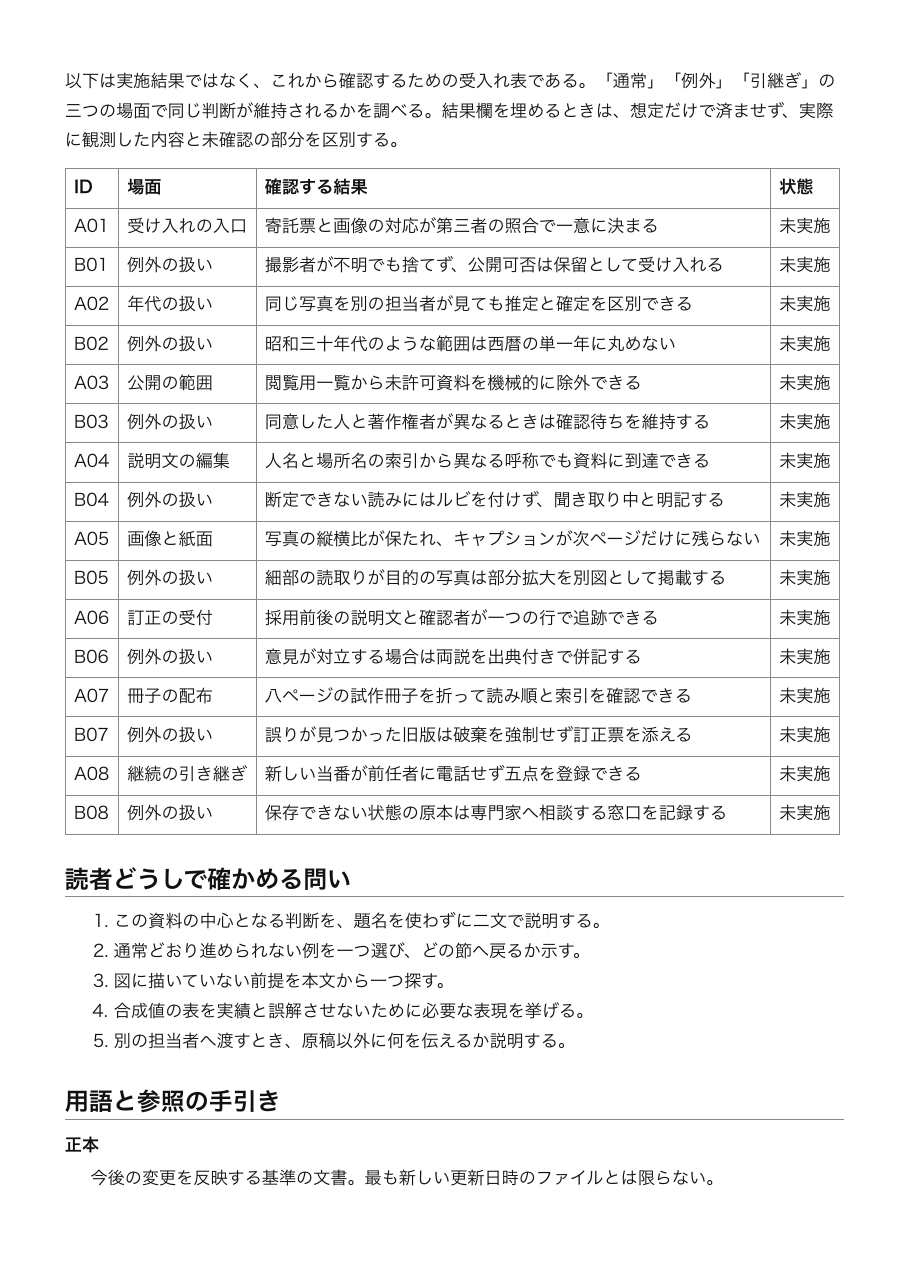 以下は実施結果ではなく、これから確認するための受入れ表である。「通常」「例外」「引継ぎ」の
三つの場面で同じ判断が維持されるかを調べる。結果欄を埋めるときは、想定だけで済ませず、実際
に観測した内容と未確認の部分を区別する。
ID 場面 確認する結果 状態
A01 受け入れの入口 寄託票と画像の対応が第三者の照合で一意に決まる 未実施
B01 例外の扱い 撮影者が不明でも捨てず、公開可否は保留として受け入れる 未実施
A02 年代の扱い 同じ写真を別の担当者が見ても推定と確定を区別できる 未実施
B02 例外の扱い 昭和三十年代のような範囲は西暦の単一年に丸めない 未実施
A03 公開の範囲 閲覧用一覧から未許可資料を機械的に除外できる 未実施
B03 例外の扱い 同意した人と著作権者が異なるときは確認待ちを維持する 未実施
A04 説明文の編集 人名と場所名の索引から異なる呼称でも資料に到達できる 未実施
B04 例外の扱い 断定できない読みにはルビを付けず、聞き取り中と明記する 未実施
A05 画像と紙面 写真の縦横比が保たれ、キャプションが次ページだけに残らない 未実施
B05 例外の扱い 細部の読取りが目的の写真は部分拡大を別図として掲載する 未実施
A06 訂正の受付 採用前後の説明文と確認者が一つの行で追跡できる 未実施
B06 例外の扱い 意見が対立する場合は両説を出典付きで併記する 未実施
A07 冊子の配布 八ページの試作冊子を折って読み順と索引を確認できる 未実施
B07 例外の扱い 誤りが見つかった旧版は破棄を強制せず訂正票を添える 未実施
A08 継続の引き継ぎ 新しい当番が前任者に電話せず五点を登録できる 未実施
B08 例外の扱い 保存できない状態の原本は専門家へ相談する窓口を記録する 未実施
読者どうしで確かめる問い
1. この資料の中心となる判断を、題名を使わずに二文で説明する。
2. 通常どおり進められない例を一つ選び、どの節へ戻るか示す。
3. 図に描いていない前提を本文から一つ探す。
4. 合成値の表を実績と誤解させないために必要な表現を挙げる。
5. 別の担当者へ渡すとき、原稿以外に何を伝えるか説明する。
用語と参照の手引き
正本
今後の変更を反映する基準の文書。最も新しい更新日時のファイルとは限らない。